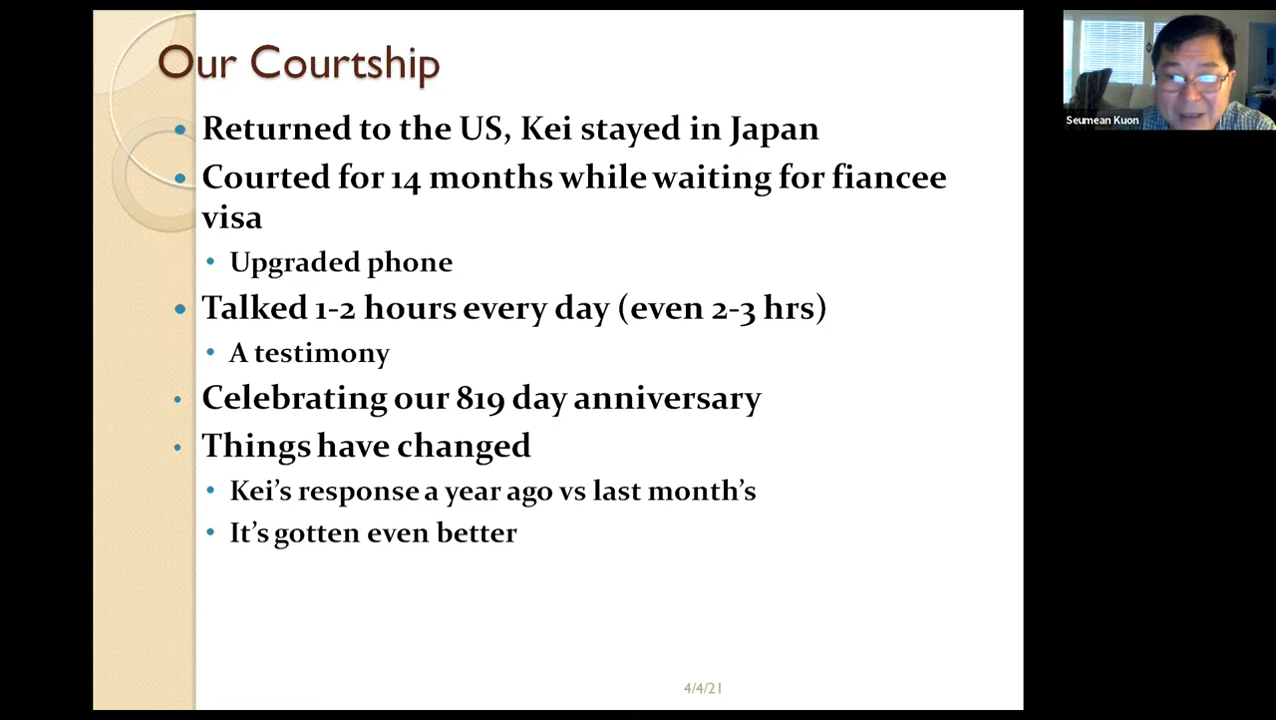 Our Courtship
Returned to the US, Kei stayed in Japan
Courted for 14 months while waiting for fiancee
visa
Upgraded phone
Talked 1-2 hours every day (even 2-3 hrs)
A testimony
Celebrating our 819 day anniversary
Things have changed
Kei’s response a year ago vs last month’s
It’s gotten even better
4/4/21
Seumean Kuon